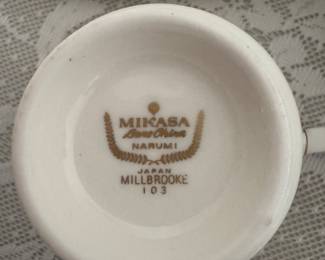 MIKASA
Bone China
NARUMI
JAPAN
MILLBROOKE
103